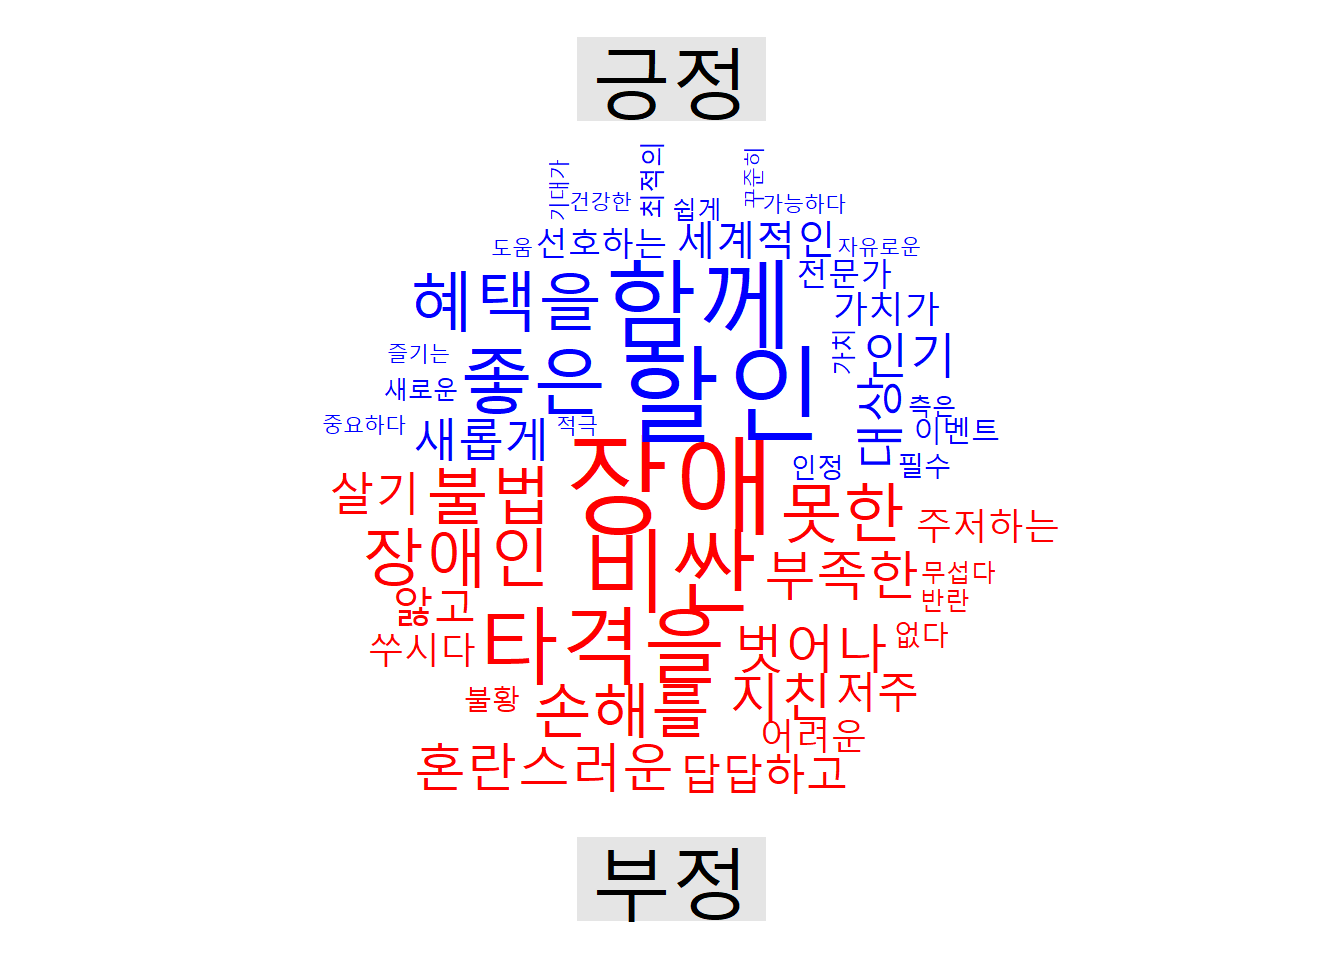 긍정
기대가 건강한 최적의 쉽게 꾸준히 가능하다
도움 선호하는 세계적인 자유로운
혜택을 함께 전문가
가치가
즐기는 좋은 몹 할인 가치 인기
새로운 대상 측은
중요하다 새롭게 적극 이벤트
인정 필수
살기 불법 장애 못한 주저하는
장애인 비싼 부족한 무섭다
앓고 반란
쑤시다 타격을 벗어나 없다
불황 손해를 지친 저주
어려운
혼란스러운 답답하고
부정